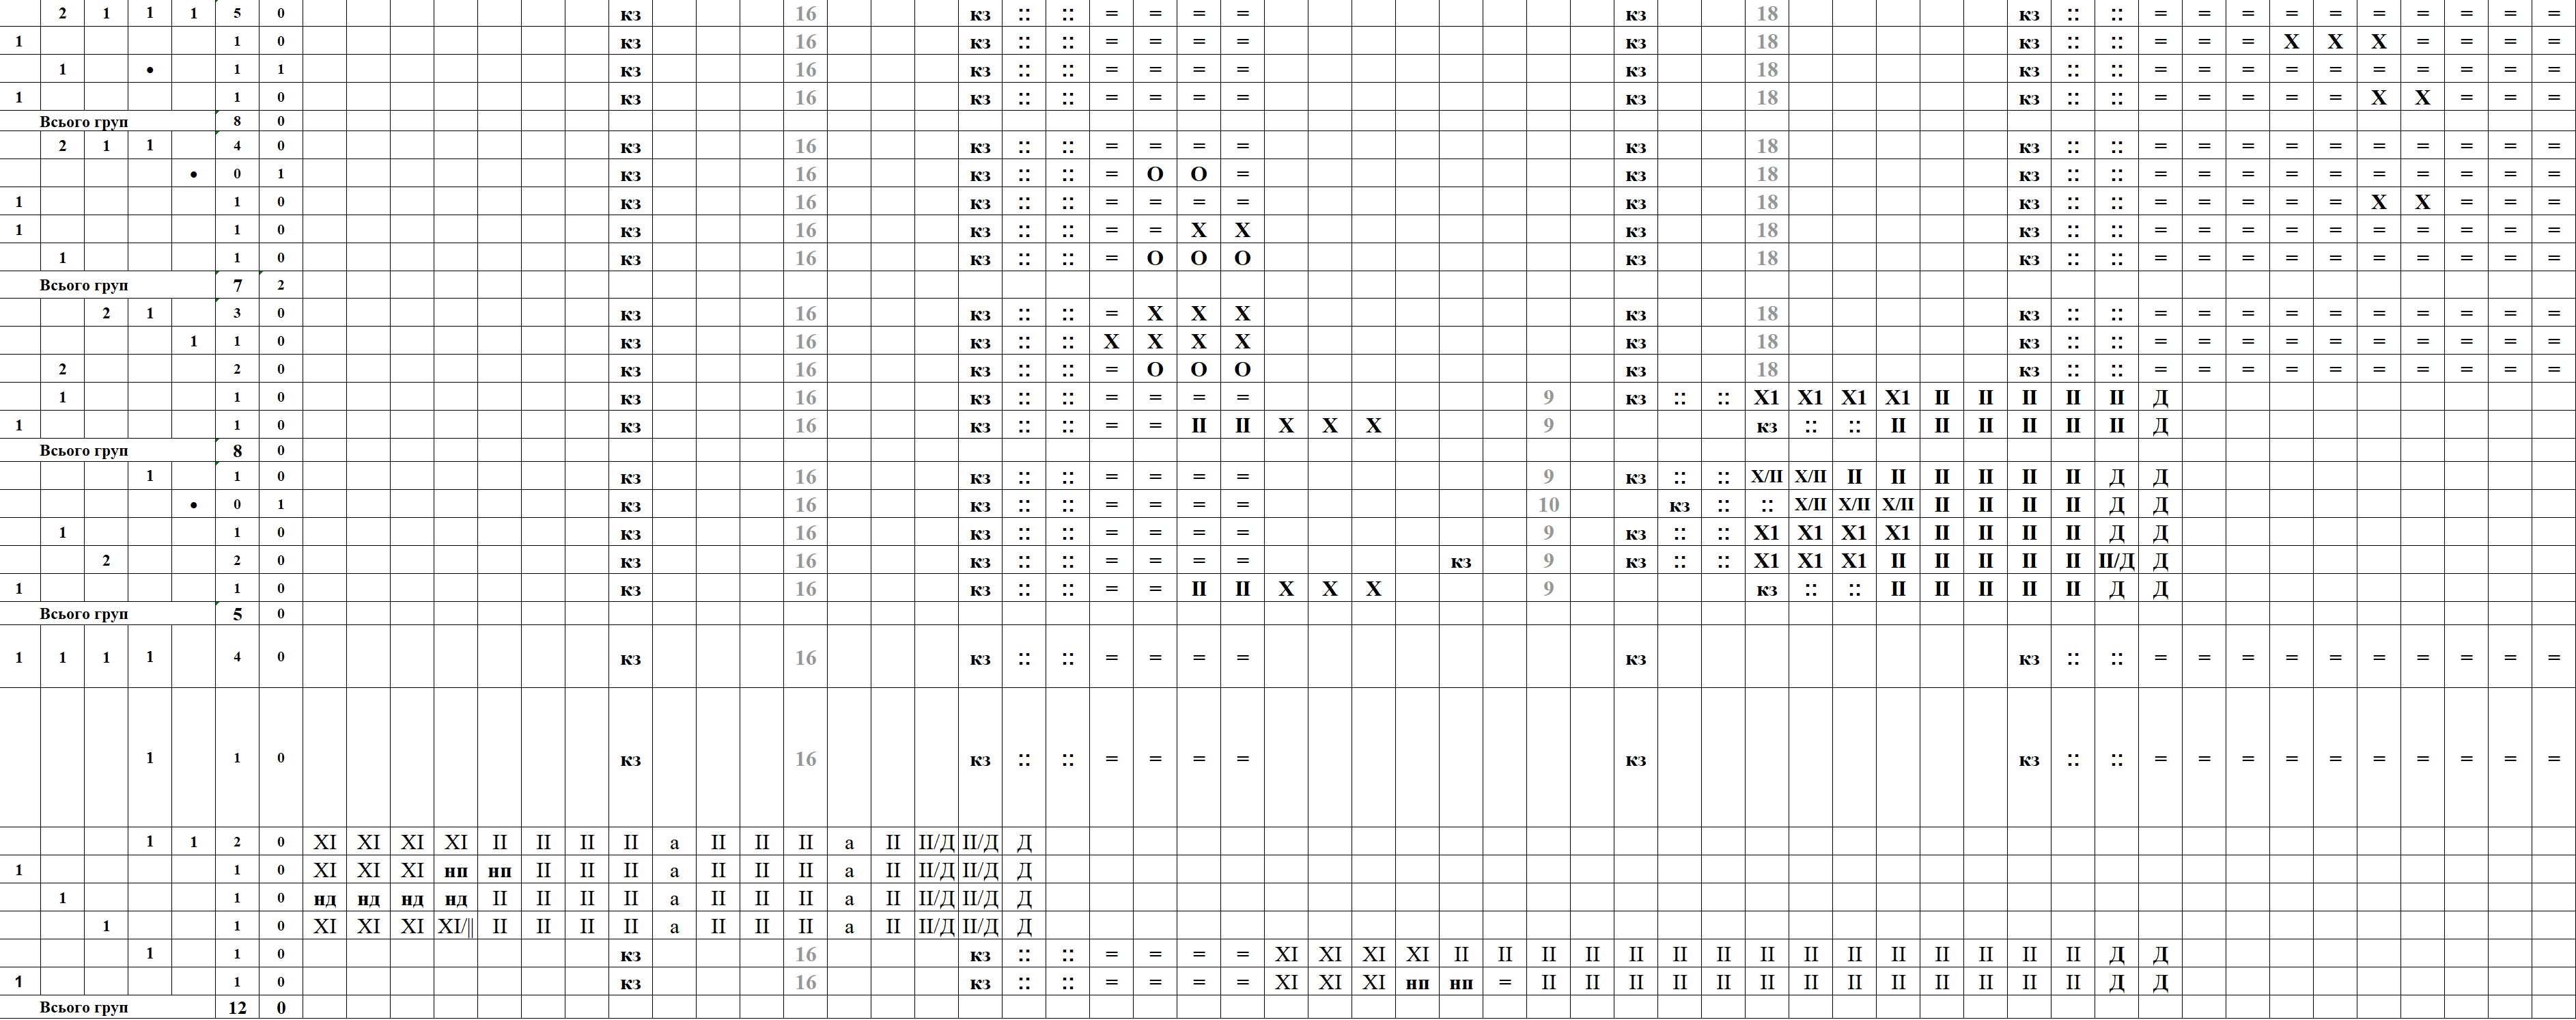 2 1 1 1 5 0 кз 16 кз :: :: = = = = кз 18 кз :: :: = = = = = = = = = =
1 1 0 кз 16 кз :: :: = = = = кз 18 кз :: :: = = = X X X = = = =
1 • 1 1 кз 16 кз :: :: = = = = кз 18 кз :: :: = = = = = = = = = =
1 1 0 кз 16 кз :: :: = = = = кз 18 кз :: :: = = = = = X X = = =
Всього груп 8 0
2 1 1 4 0 кз 16 кз :: :: = = = = кз 18 кз :: :: = = = = = = = = = =
• 0 1 кз 16 кз :: :: = О О = кз 18 кз :: :: = = = = = = = = = =
1 1 0 кз 16 кз :: :: = = = = кз 18 кз :: :: = = = = = X X = = =
1 1 0 кз 16 кз :: :: = = X X кз 18 кз :: :: = = = = = = = = = =
1 1 0 кз 16 кз :: :: = О О О кз 18 кз :: :: = = = = = = = = = =
Всього груп 7 2
2 1 3 0 кз 16 кз :: :: = X X X кз 18 кз :: :: = = = = = = = = = =
1 1 0 кз 16 кз :: :: X X X X кз 18 кз :: :: = = = = = = = = = =
2 2 0 кз 16 кз :: :: = О О О кз 18 кз :: :: = = = = = = = = = =
1 1 0 кз 16 кз :: :: = = = = 9 кз :: :: X1 X1 X1 X1 II II II II II Д
1 1 0 кз 16 кз :: :: = = II II X X X 9 кз :: :: II II II II II II Д
Всього груп 8 0
1 1 0 кз 16 кз :: :: = = = = 9 кз :: :: X/II X/II II II II II II II Д Д
• 0 1 кз 16 кз :: :: = = = = 10 кз :: :: X/II X/II X/II II II II II Д Д
1 1 0 кз 16 кз :: :: = = = = 9 кз :: :: X1 X1 X1 X1 II II II II Д Д
2 2 0 кз 16 кз :: :: = = = = кз 9 кз :: :: X1 X1 X1 II II II II II II/Д Д
1 1 0 кз 16 кз :: :: = = II II X X X 9 кз :: :: II II II II II Д Д
Всього груп 5 0
1 1 1 1 4 0 кз 16 кз :: :: = = = = кз кз :: :: = = = = = = = = = =
1 1 0 кз 16 кз :: :: = = = = кз кз :: :: = = = = = = = = = =
1 1 2 0 XI XI XI XI II II II II а II II II а II II/Д II/Д Д
1 1 0 XI XI XI нп нп II II II а II II II а II II/Д II/Д Д
1 1 0 нд нд нд нд II II II II а II II II а II II/Д II/Д Д
1 1 0 XI XI XI XI/|| II II II II а II II II а II II/Д II/Д Д
1 1 0 кз 16 кз :: :: = = = = XI XI XI XI II II II II II II II II II II II II II II II Д Д
1 1 0 кз 16 кз :: :: = = = = XI XI XI нп нп = II II II II II II II II II II II II II Д Д
Всього груп 12 0